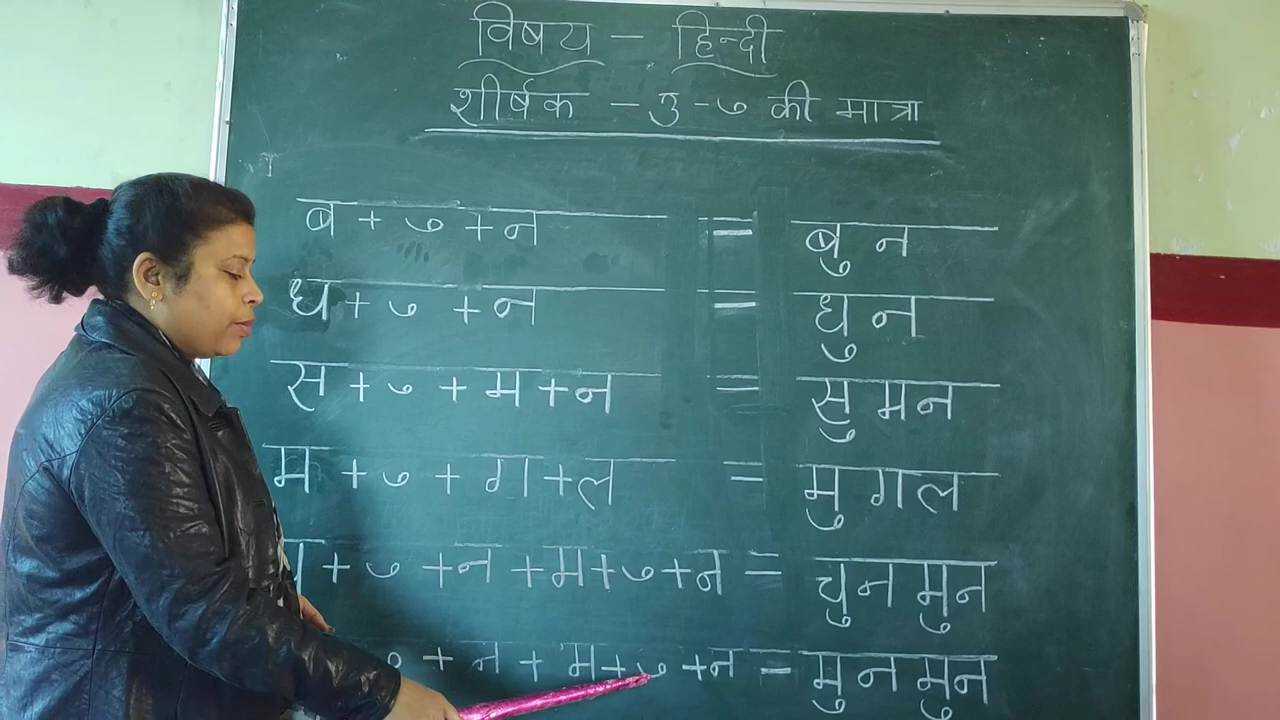 विषय - हिन्दी
शीर्षक - उ - ु की मात्रा
ब + ु + न = बुन
ध + ु + न = धुन
स + ु + म + न = सुमन
म + ु + ग + ल = मुगल
+ ु + न + म + ु + न = चुनमुन
ु + न + म + ु + न = मुनमुन